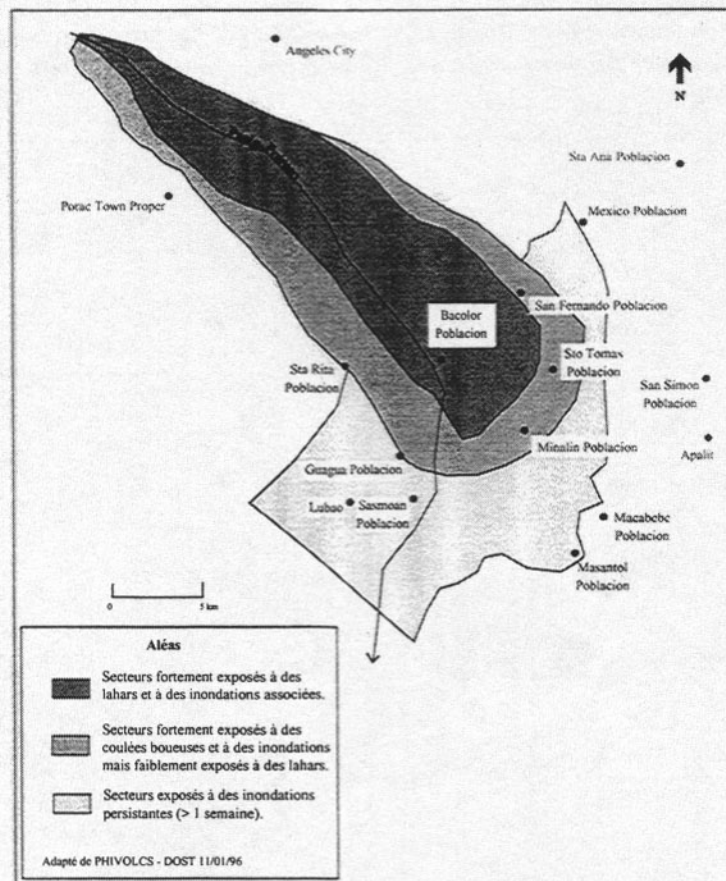 Angeles City
N
Sta Ana Poblacion
Porac Town Proper
Mexico Poblacion
San Fernando Poblacion
Bacolor
Poblacion
Sto Tomas
Poblacion
Sta Rita
Poblacion
San Simon
Poblacion
Minalin Poblacion
Apalit
Guagua Poblacion
Lubao
Sasmoan
Poblacion
Macabebe
Poblacion
Masantol
Poblacion
0 5 km
Aléas
Secteurs fortement exposés à des
lahars et à des inondations associées.
Secteurs fortement exposés à des
coulées boueuses et à des inondations
mais faiblement exposés à des lahars.
Secteurs exposés à des inondations
persistantes (> 1 semaine).
Adapté de PHIVOLCS - DOST 11/01/96